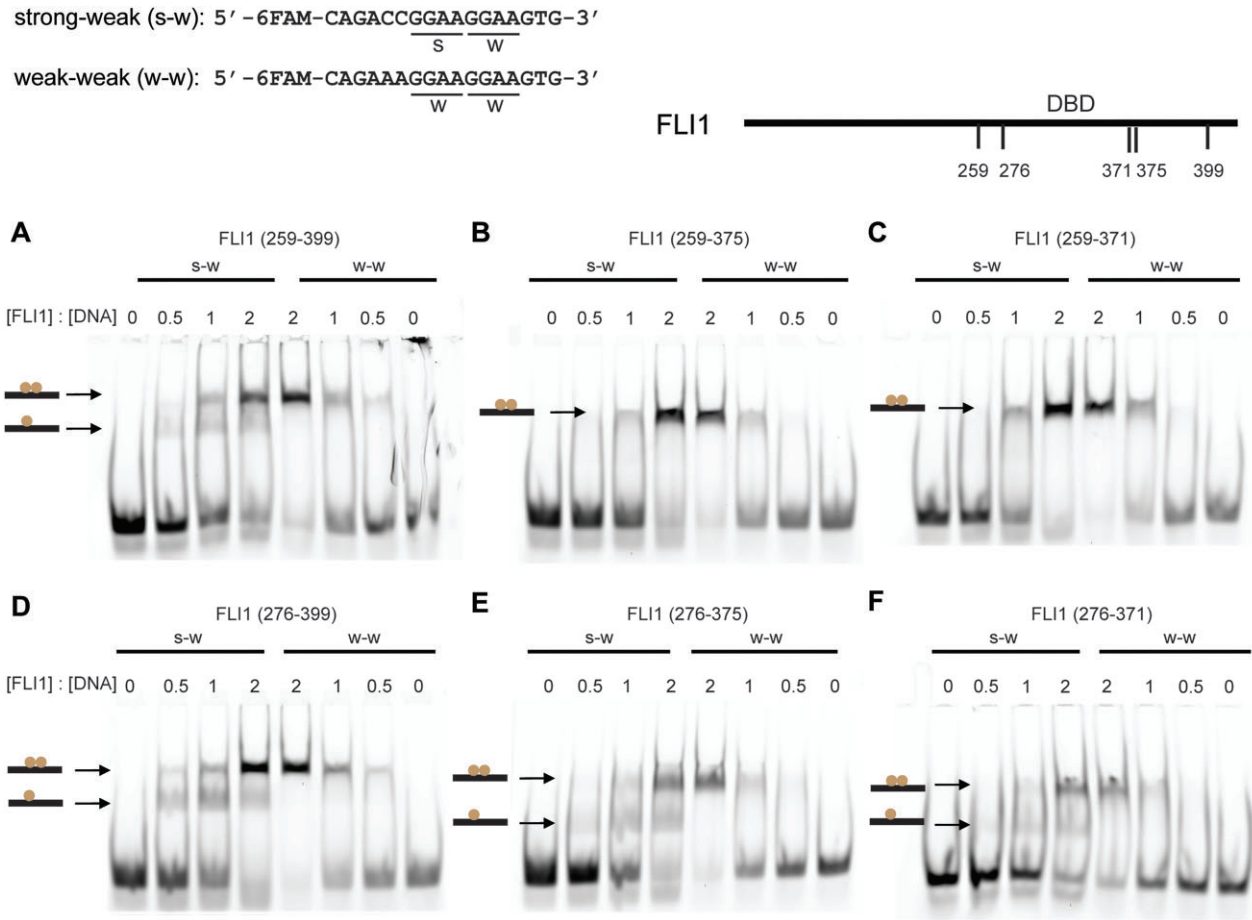 strong-weak (s-w): 5′-6FAM-CAGACCGGAAGGAAGTG-3′
S W
weak-weak (w-w): 5′-6FAM-CAGAAAGGAAGGAAGTG-3′
W W
FLI1
DBD
259 276 371 375 399
A
FLI1 (259-399)
s-w w-w
[FLI1] : [DNA] 0 0.5 1 2 2 1 0.5 0
B
FLI1 (259-375)
s-w w-w
0 0.5 1 2 2 1 0.5 0
C
FLI1 (259-371)
s-w w-w
0 0.5 1 2 2 1 0.5 0
D
FLI1 (276-399)
s-w w-w
[FLI1] : [DNA] 0 0.5 1 2 2 1 0.5 0
E
FLI1 (276-375)
s-w w-w
0 0.5 1 2 2 1 0.5 0
F
FLI1 (276-371)
s-w w-w
0 0.5 1 2 2 1 0.5 0